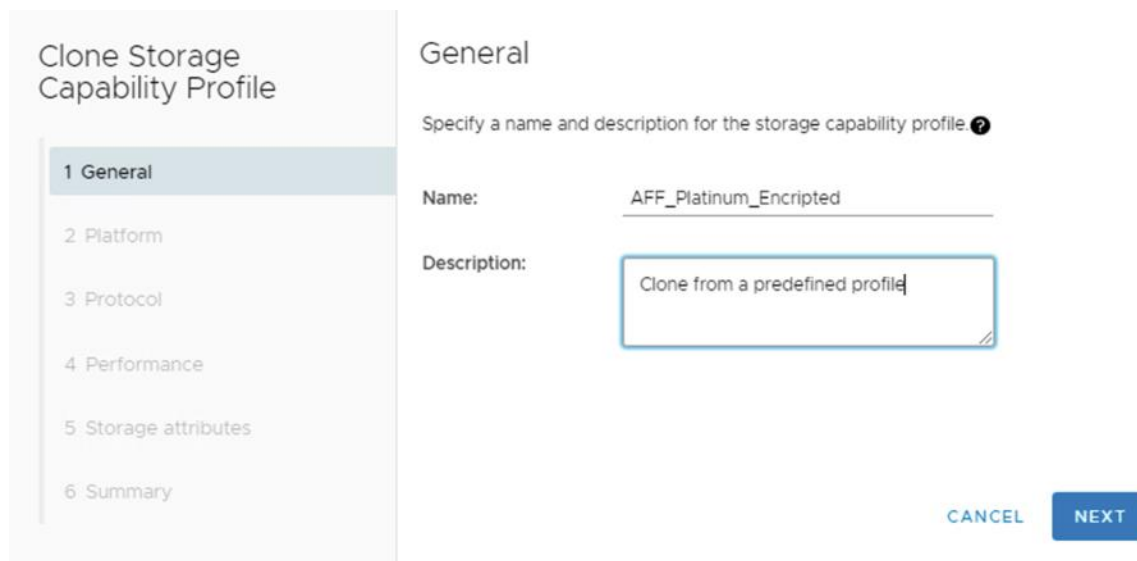 Clone Storage
Capability Profile
1 General
2 Platform
3 Protocol
4 Performance
5 Storage attributes
6 Summary
General
Specify a name and description for the storage capability profile.?
Name:
AFF_Platinum_Encripted
Description:
Clone from a predefined profile
CANCEL
NEXT